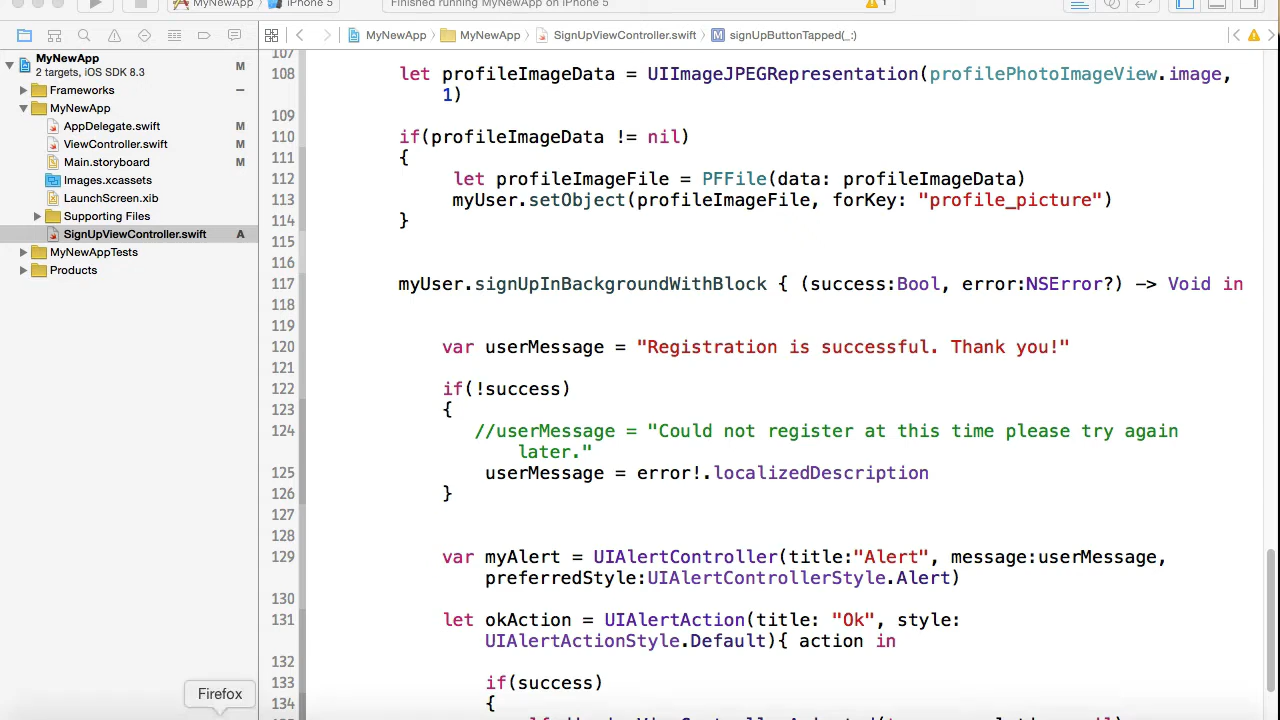 MyNewApp
iPhone 5
Finished running MyNewApp on iPhone 5
1
MyNewApp
MyNewApp
SignUpViewController.swift
M signUpButtonTapped(_:)
MyNewApp M
2 targets, iOS SDK 8.3
Frameworks
MyNewApp
AppDelegate.swift M
ViewController.swift M
Main.storyboard M
Images.xcassets
LaunchScreen.xib
Supporting Files
SignUpViewController.swift A
MyNewAppTests
Products
107
108 let profileImageData = UIImageJPEGRepresentation(profilePhotoImageView.image,
1)
109
110 if(profileImageData != nil)
111 {
112 let profileImageFile = PFFile(data: profileImageData)
113 myUser.setObject(profileImageFile, forKey: "profile_picture")
114 }
115
116
117 myUser.signUpInBackgroundWithBlock { (success:Bool, error:NSError?) -> Void in
118
119
120 var userMessage = "Registration is successful. Thank you!"
121
122 if(!success)
123 {
124 //userMessage = "Could not register at this time please try again
later."
125 userMessage = error!.localizedDescription
126 }
127
128
129 var myAlert = UIAlertController(title:"Alert", message:userMessage,
preferredStyle:UIAlertControllerStyle.Alert)
130
131 let okAction = UIAlertAction(title: "Ok", style:
UIAlertActionStyle.Default){ action in
132
133 if(success)
134 {
Firefox